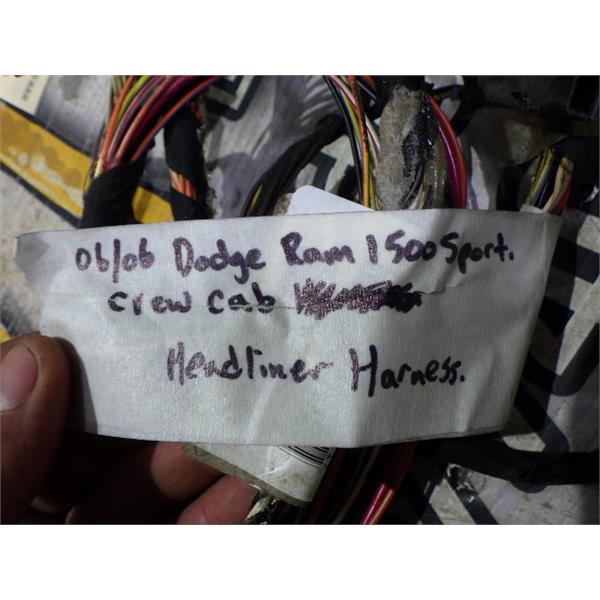 06/06 Dodge Ram 1500 Sport.
crew cab
Headliner Harness.